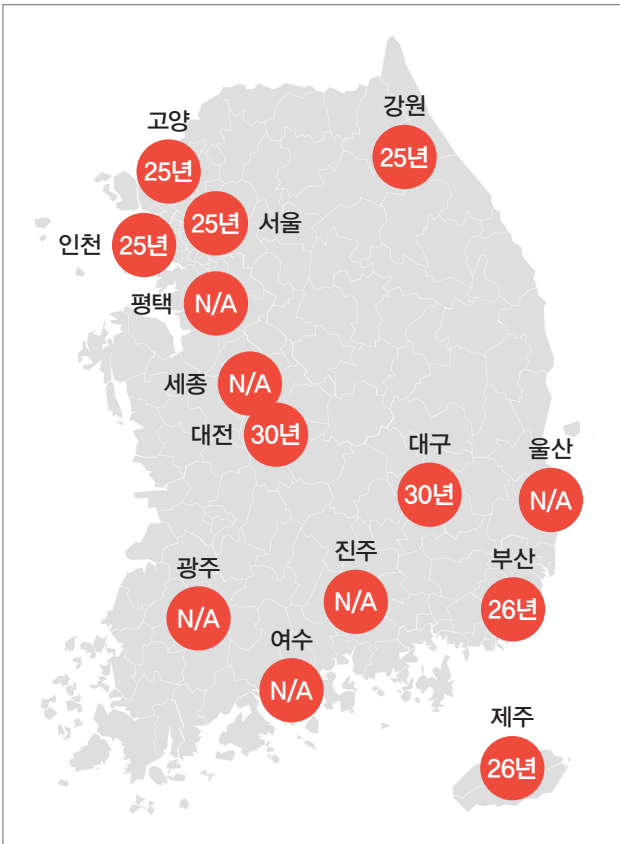 강원
25년
고양
25년
25년 서울
인천 25년
평택 N/A
세종 N/A
대전 30년
대구
30년
울산
N/A
진주
N/A
부산
26년
광주
N/A
여수
N/A
제주
26년